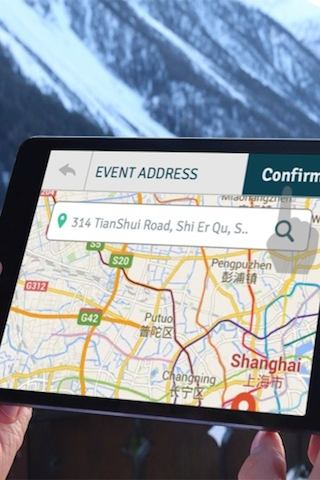 EVENT ADDRESS
Confirm
314 TianShui Road, Shi Er Qu, S..
S5
S20
Pengpuzhen
彭浦镇
G312
G42
Putuo
普陀区
Shanghai
上海市
Changning
长宁区